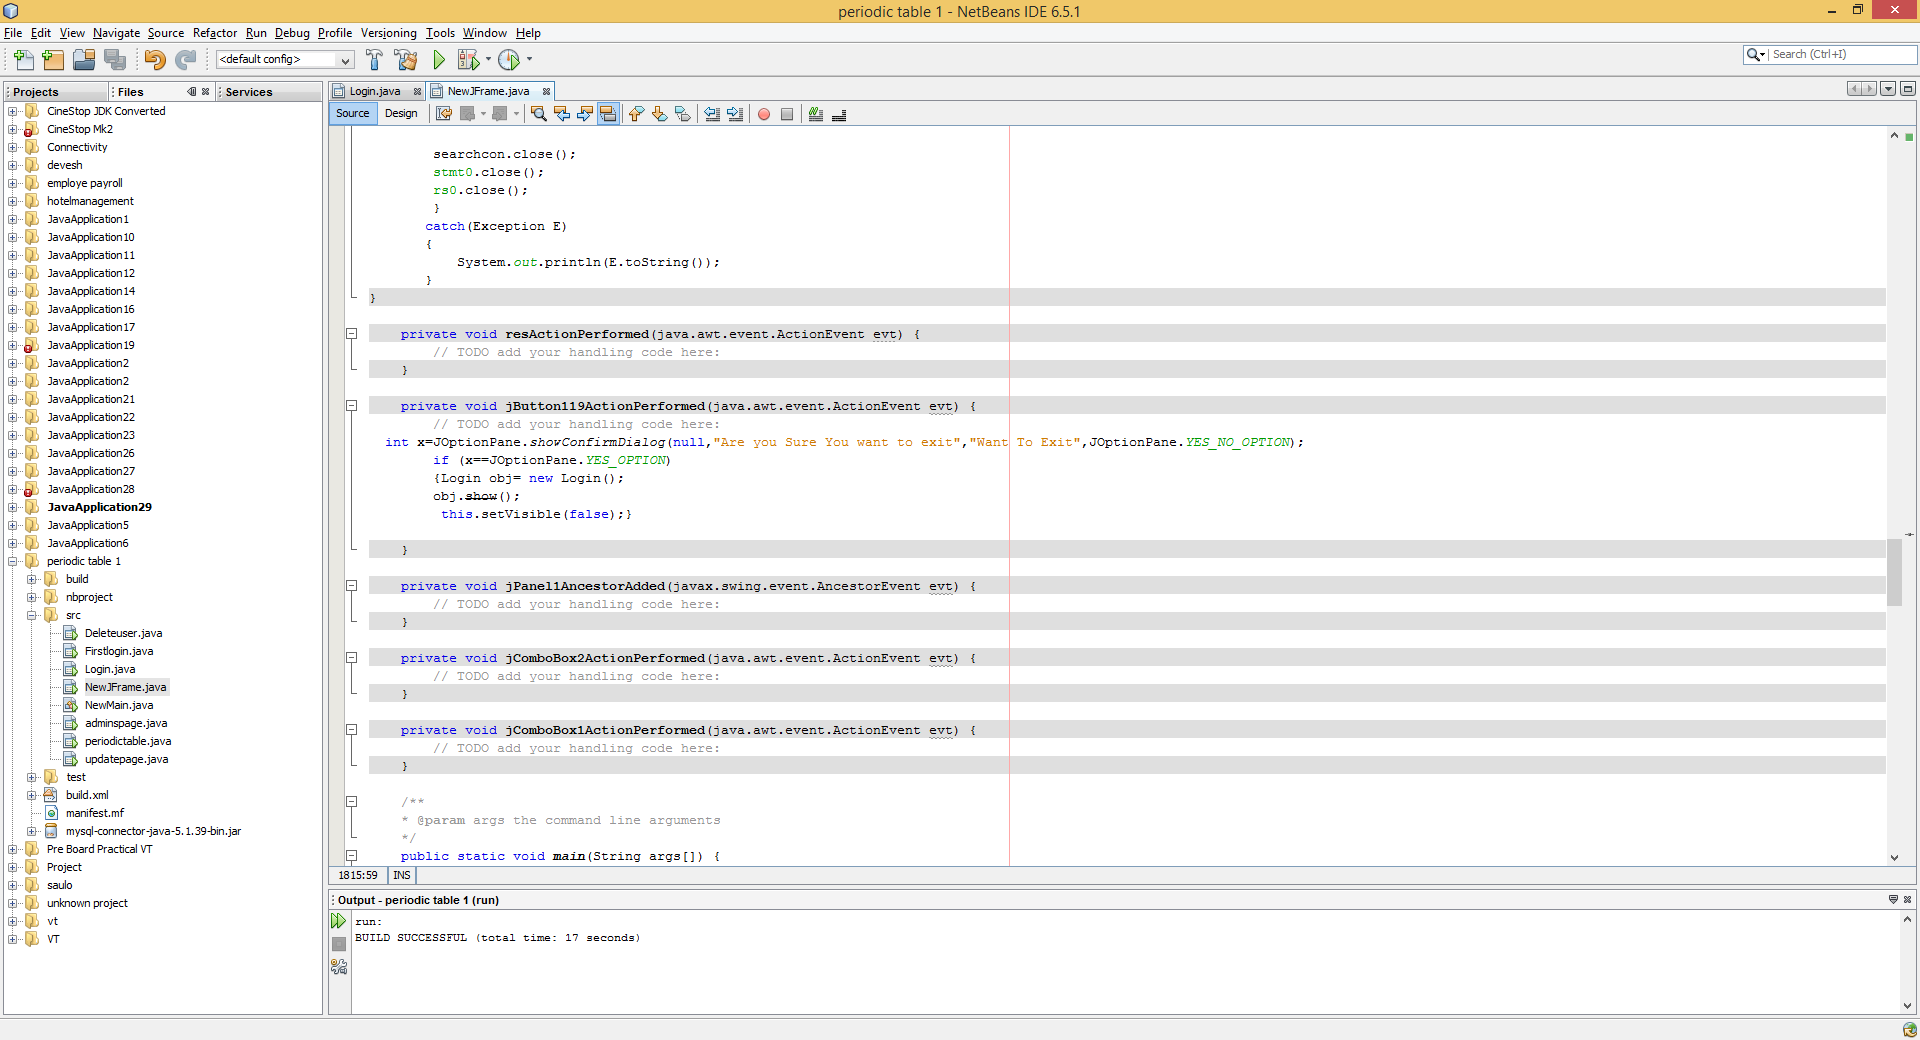 periodic table 1 - NetBeans IDE 6.5.1
File Edit View Navigate Source Refactor Run Debug Profile Versioning Tools Window Help
<default config>
Search (Ctrl+I)
Projects
Files
Services
CineStop JDK Converted
CineStop Mk2
Connectivity
devesh
employe payroll
hotelmanagement
JavaApplication1
JavaApplication10
JavaApplication11
JavaApplication12
JavaApplication14
JavaApplication16
JavaApplication17
JavaApplication19
JavaApplication2
JavaApplication2
JavaApplication21
JavaApplication22
JavaApplication23
JavaApplication26
JavaApplication27
JavaApplication28
JavaApplication29
JavaApplication5
JavaApplication6
periodic table 1
build
nbproject
src
Deleteuser.java
Firstlogin.java
Login.java
NewJFrame.java
NewMain.java
adminspage.java
periodictable.java
updatepage.java
test
build.xml
manifest.mf
mysql-connector-java-5.1.39-bin.jar
Pre Board Practical VT
Project
saulo
unknown project
vt
VT
Login.java
NewJFrame.java
Source Design
searchcon.close();
stmt0.close();
rs0.close();
}
catch(Exception E)
{
System.out.println(E.toString());
}
}
private void resActionPerformed(java.awt.event.ActionEvent evt) {
// TODO add your handling code here:
}
private void jButton119ActionPerformed(java.awt.event.ActionEvent evt) {
// TODO add your handling code here:
int x=JOptionPane.showConfirmDialog(null,"Are you Sure You want to exit","Want To Exit",JOptionPane.YES_NO_OPTION);
if (x==JOptionPane.YES_OPTION)
{Login obj= new Login();
obj.show();
this.setVisible(false);}
}
private void jPanel1AncestorAdded(javax.swing.event.AncestorEvent evt) {
// TODO add your handling code here:
}
private void jComboBox2ActionPerformed(java.awt.event.ActionEvent evt) {
// TODO add your handling code here:
}
private void jComboBox1ActionPerformed(java.awt.event.ActionEvent evt) {
// TODO add your handling code here:
}
/**
* @param args the command line arguments
*/
public static void main(String args[]) {
1815:59 INS
Output - periodic table 1 (run)
run:
BUILD SUCCESSFUL (total time: 17 seconds)